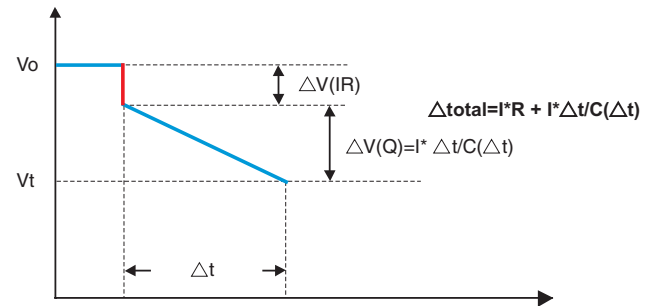 Vo
△V(IR)
△total=I*R + I*△t/C(△t)
△V(Q)=I* △t/C(△t)
Vt
△t